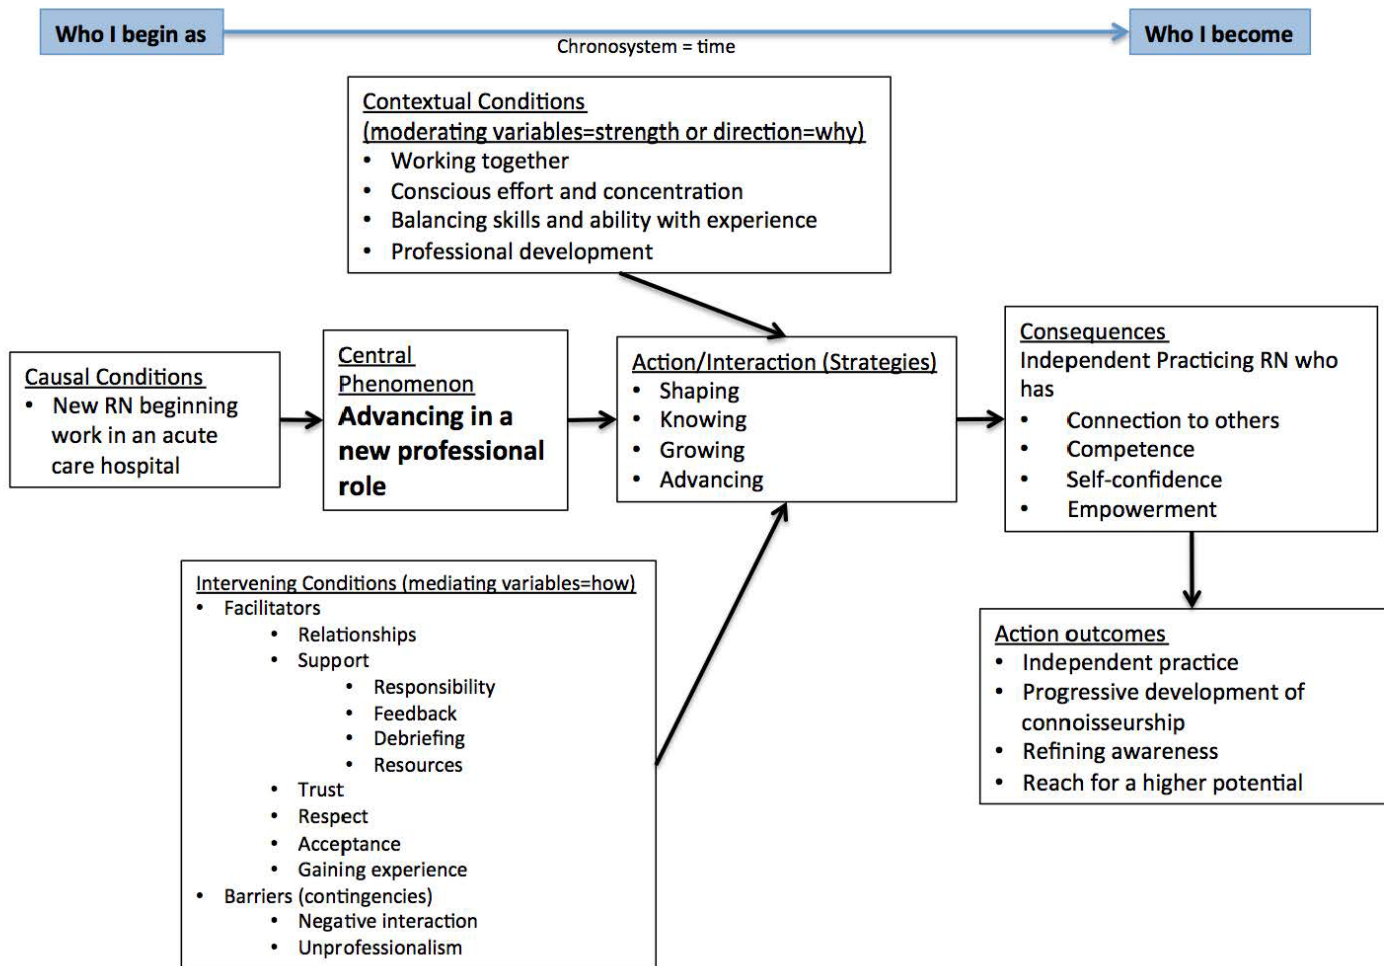 Who I begin as
Chronosystem = time
Who I become
Contextual Conditions
(moderating variables=strength or direction=why)
• Working together
• Conscious effort and concentration
• Balancing skills and ability with experience
• Professional development
Causal Conditions
• New RN beginning
work in an acute
care hospital
Central
Phenomenon
Advancing in a
new professional
role
Action/Interaction (Strategies)
• Shaping
• Knowing
• Growing
• Advancing
Consequences
Independent Practicing RN who
has
• Connection to others
• Competence
• Self-confidence
• Empowerment
Intervening Conditions (mediating variables=how)
• Facilitators
• Relationships
• Support
• Responsibility
• Feedback
• Debriefing
• Resources
• Trust
• Respect
• Acceptance
• Gaining experience
• Barriers (contingencies)
• Negative interaction
• Unprofessionalism
Action outcomes
• Independent practice
• Progressive development of
connoisseurship
• Refining awareness
• Reach for a higher potential